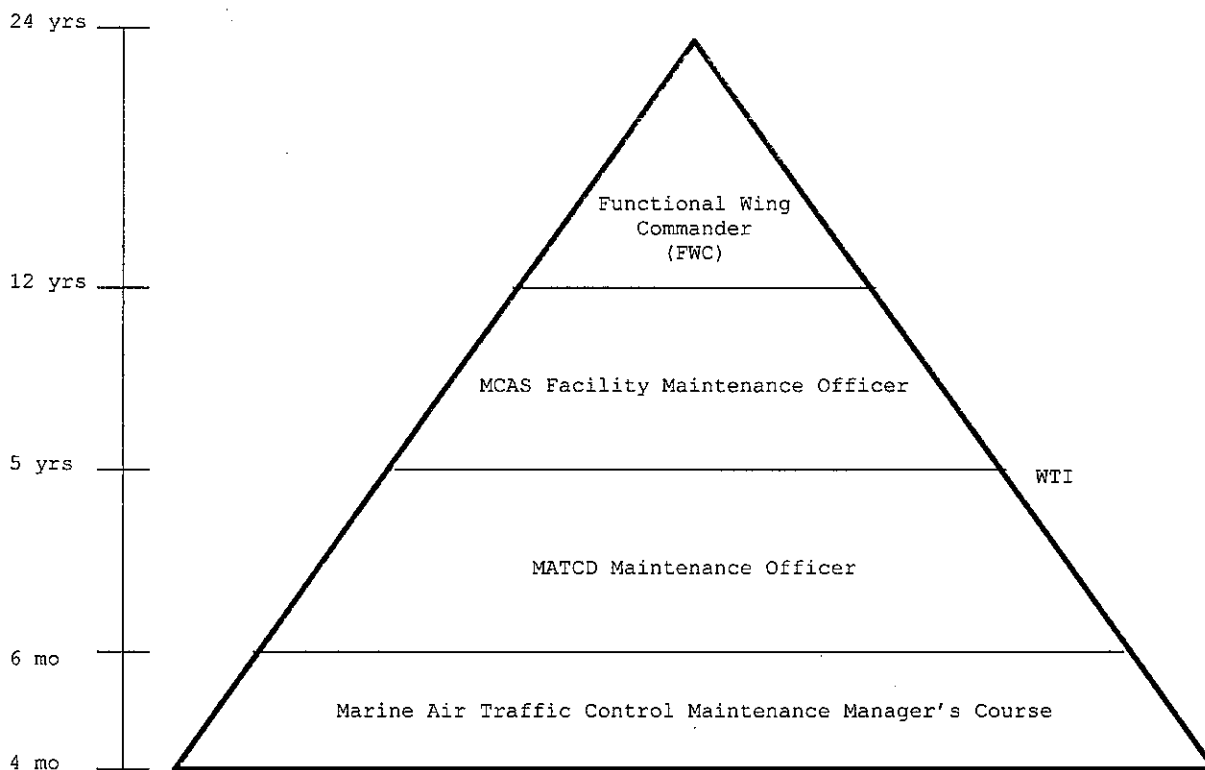 24 yrs
Functional Wing
Commander
(FWC)
12 yrs
MCAS Facility Maintenance Officer
5 yrs
WTI
MATCD Maintenance Officer
6 mo
Marine Air Traffic Control Maintenance Manager's Course
4 mo